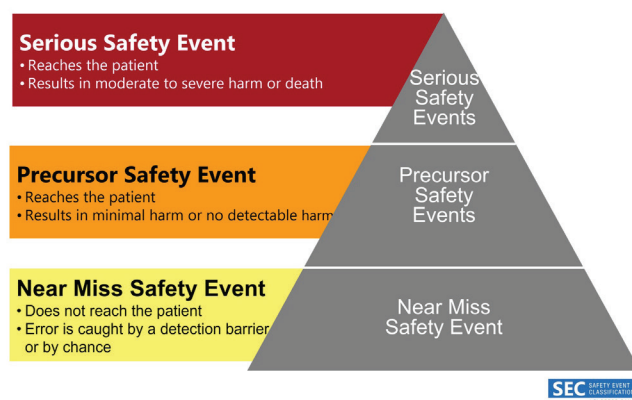 Serious Safety Event
• Reaches the patient
• Results in moderate to severe harm or death
Serious
Safety
Events
Precursor Safety Event
• Reaches the patient
• Results in minimal harm or no detectable harm
Precursor
Safety
Events
Near Miss Safety Event
• Does not reach the patient
• Error is caught by a detection barrier
or by chance
Near Miss
Safety Event
SEC SAFETY EVENT
CLASSIFICATION